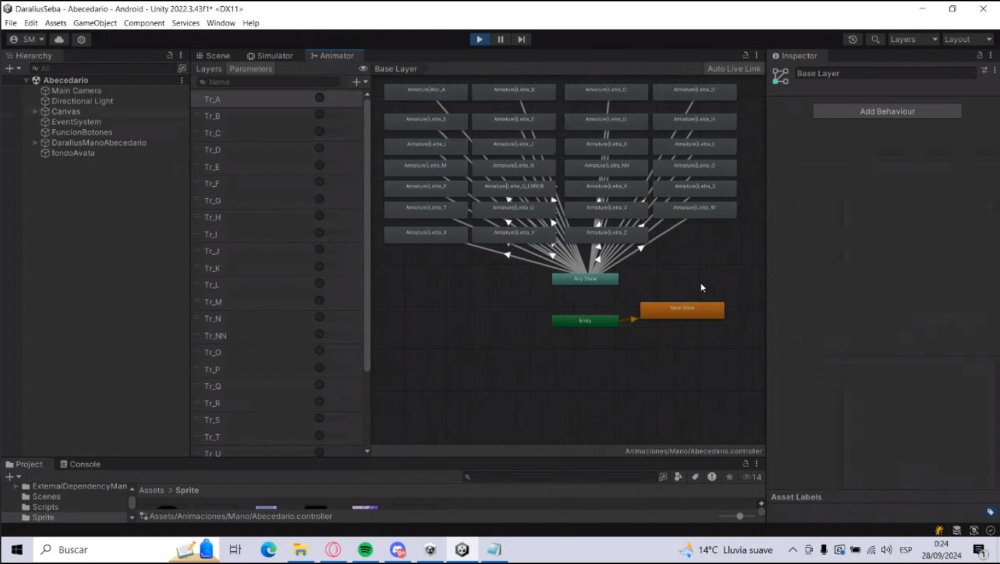 DaraliusSeba - Abecedario - Android - Unity 2022.3.43f1* <DX11>
File Edit Assets GameObject Component Services Window Help
SM Layers Layout
Hierarchy Scene Simulator Animator Inspector
All Layers Parameters Base Layer Auto Live Link Base Layer
Abecedario
Main Camera
Directional Light
Canvas
EventSystem
FuncionBotones
DaraliusManoAbecedario
fondoAvata
Name
Tr_A
Tr_B
Tr_C
Tr_D
Tr_E
Tr_F
Tr_G
Tr_H
Tr_I
Tr_J
Tr_K
Tr_L
Tr_M
Tr_N
Tr_NN
Tr_O
Tr_P
Tr_Q
Tr_R
Tr_S
Tr_T
Tr_U
Armature|Abc_A Armature|Letra_B Armature|Letra_C Armature|Letra_D
Armature|Letra_E Armature|Letra_F Armature|Letra_G Armature|Letra_H
Armature|Letra_I Armature|Letra_J Armature|Letra_K Armature|Letra_L
Armature|Letra_M Armature|Letra_N Armature|Letra_NN Armature|Letra_O
Armature|Letra_P Armature|Letra_Q_ERROR Armature|Letra_R Armature|Letra_S
Armature|Letra_T Armature|Letra_U Armature|Letra_V Armature|Letra_W
Armature|Letra_X Armature|Letra_Y Armature|Letra_Z
Any State
New State
Entry
Animaciones/Mano/Abecedario.controller
Add Behaviour
Asset Labels
Project Console
14
ExternalDependencyMan
Scenes
Scripts
Sprite
Assets > Sprite
Assets/Animaciones/Mano/Abecedario.controller
Buscar
14°C Lluvia suave
ESP
0:24
28/09/2024
1